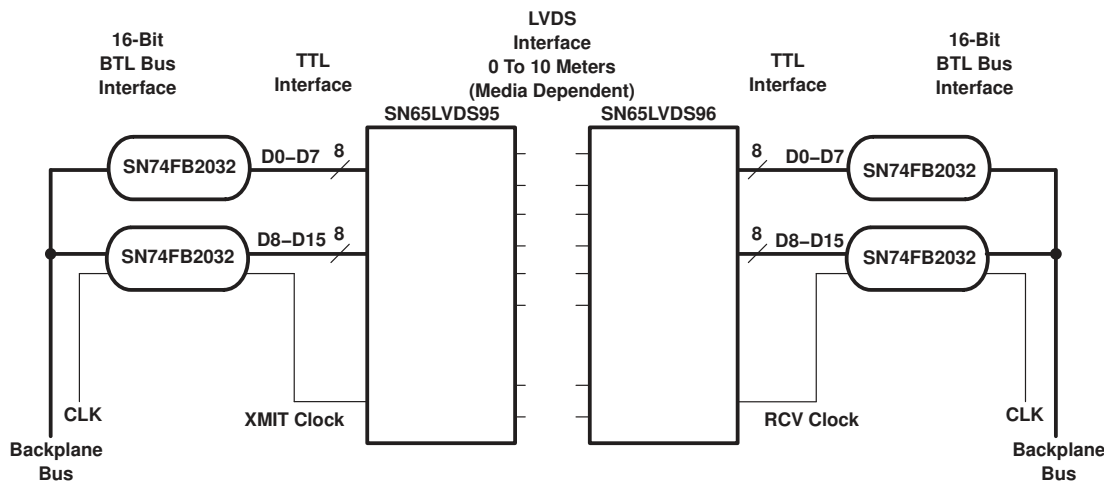 16-Bit
BTL Bus
Interface
TTL
Interface
LVDS
Interface
0 To 10 Meters
(Media Dependent)
TTL
Interface
16-Bit
BTL Bus
Interface
SN65LVDS95
SN65LVDS96
SN74FB2032
D0–D7
8
8
D0–D7
SN74FB2032
SN74FB2032
D8–D15
8
8
D8–D15
SN74FB2032
CLK
XMIT Clock
RCV Clock
CLK
Backplane
Bus
Backplane
Bus